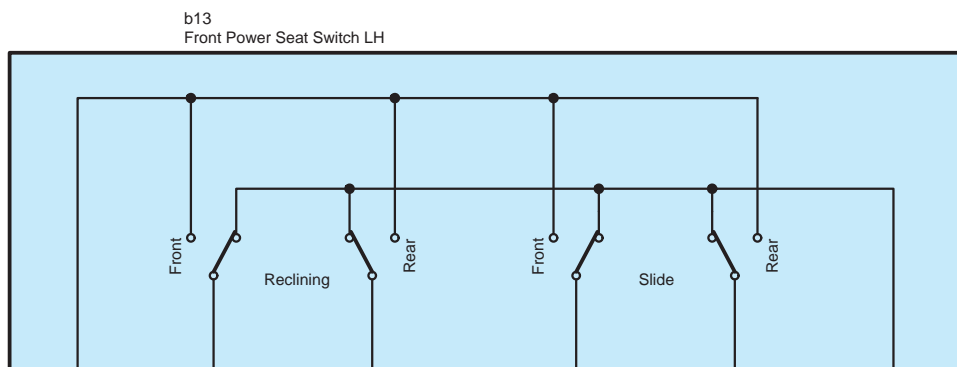 b13
Front Power Seat Switch LH
Front
Reclining
Rear
Front
Slide
Rear